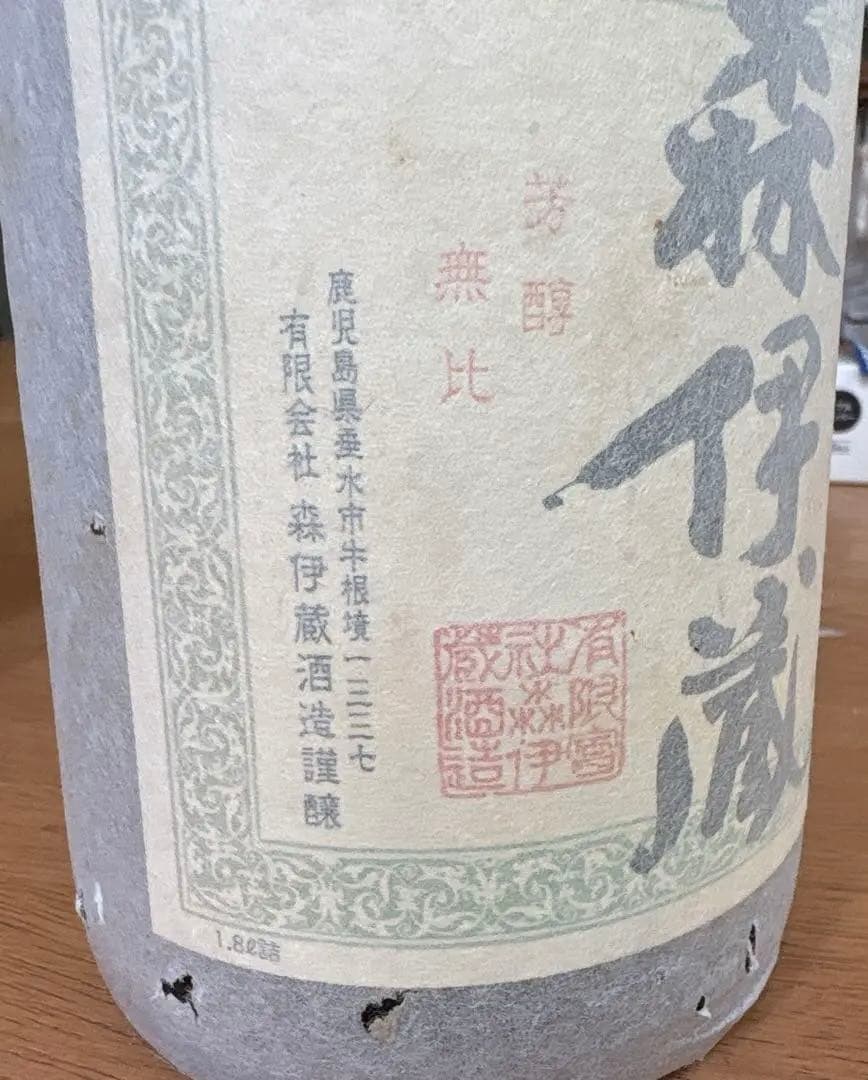 森伊蔵
芳醇
無比
有限會
社森伊
蔵酒造
鹿児島県垂水市牛根境一三三七
有限会社 森伊蔵酒造謹醸
1.8ℓ詰